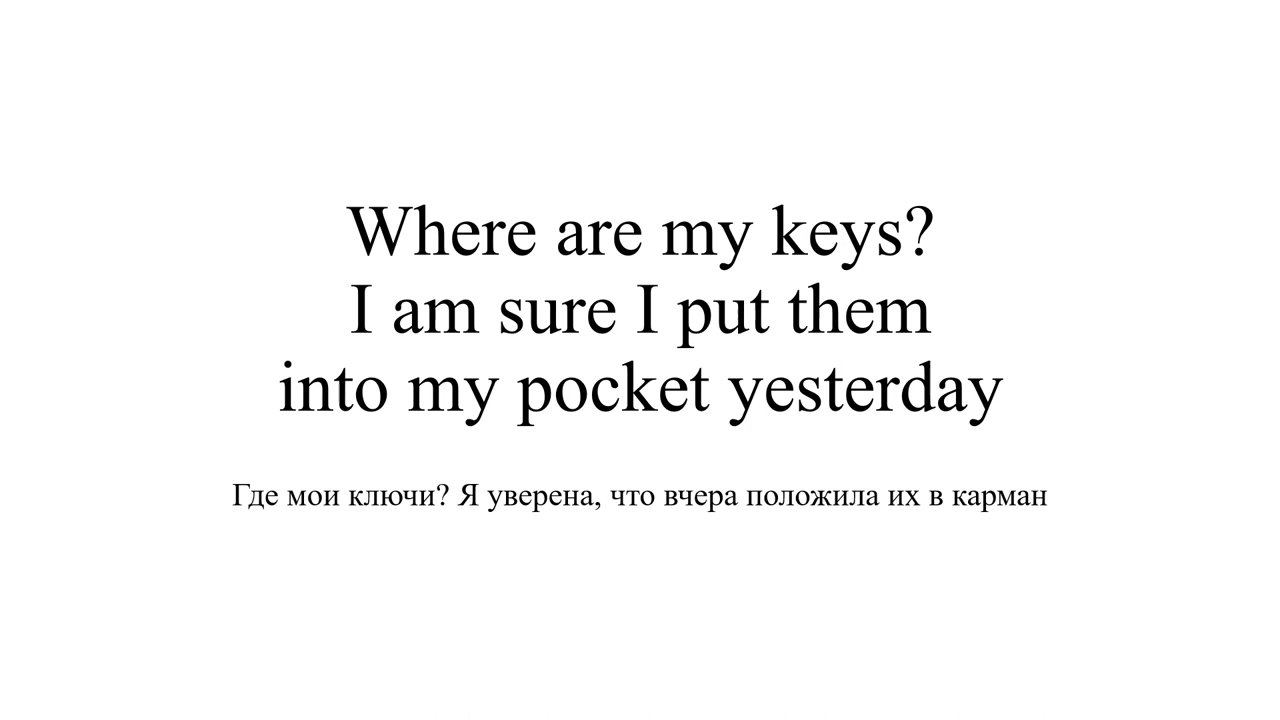 Where are my keys?
I am sure I put them
into my pocket yesterday
Где мои ключи? Я уверена, что вчера положила их в карман